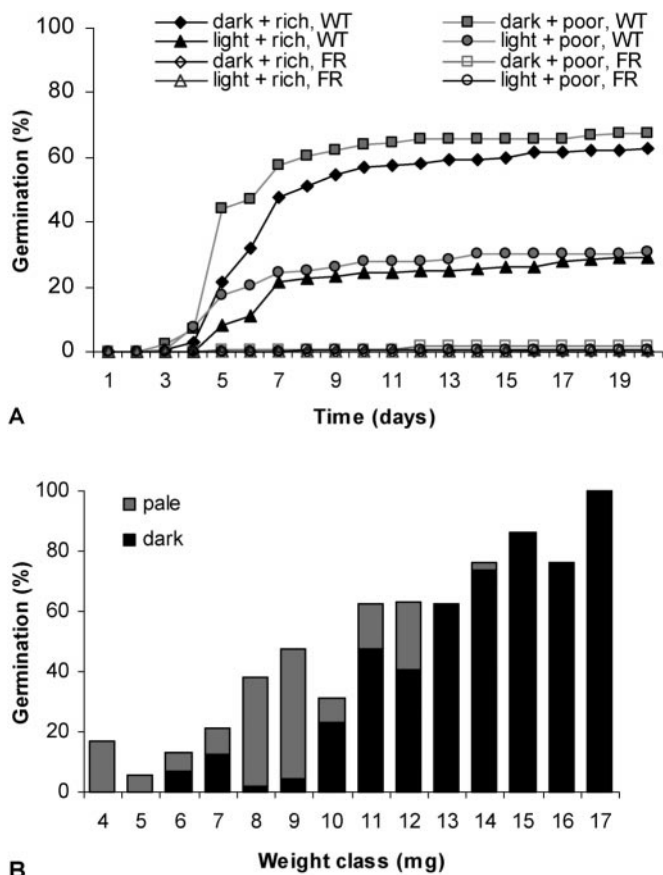 dark + rich, WT
light + rich, WT
dark + rich, FR
light + rich, FR
dark + poor, WT
light + poor, WT
dark + poor, FR
light + poor, FR
100
80
60
40
20
0
Germination (%)
1 3 5 7 9 11 13 15 17 19
Time (days)
A
pale
dark
100
80
60
40
20
0
Germination (%)
4 5 6 7 8 9 10 11 12 13 14 15 16 17
Weight class (mg)
B